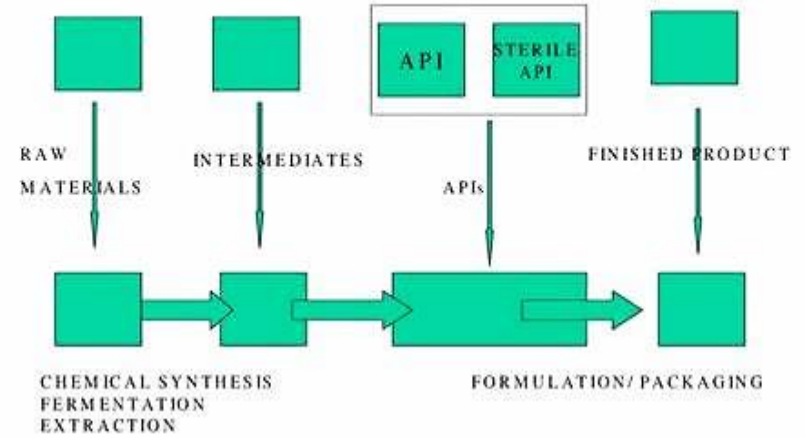 API
STERILE
API
RAW
MATERIALS
INTERMEDIATES
APIs
FINISHED PRODUCT
CHEMICAL SYNTHESIS
FERMENTATION
EXTRACTION
FORMULATION/ PACKAGING